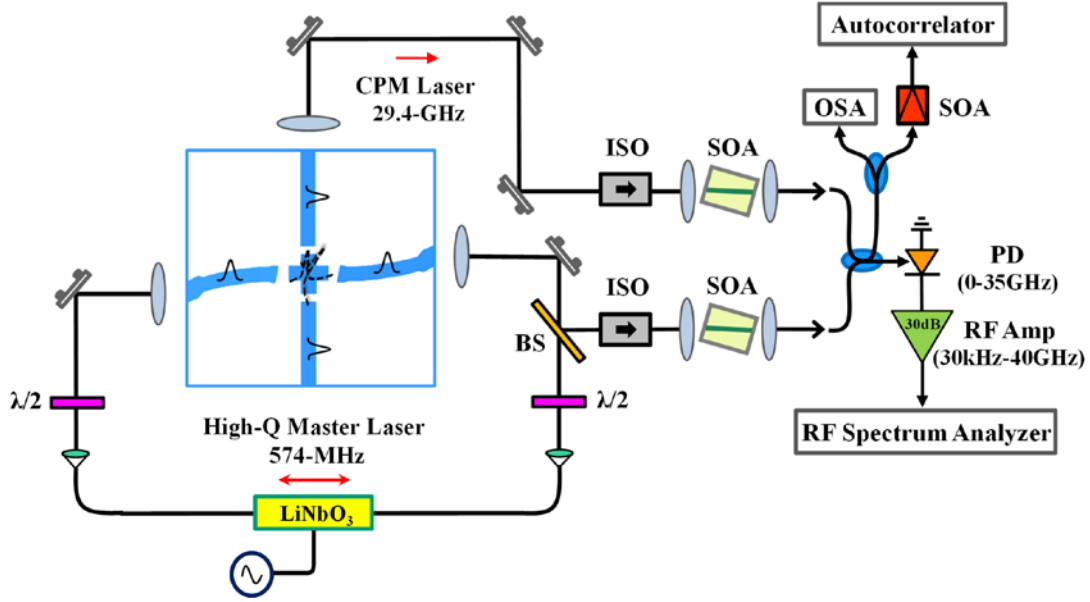 Autocorrelator
CPM Laser
29.4-GHz
OSA
SOA
ISO
SOA
PD
(0-35GHz)
ISO
SOA
BS
30dB
RF Amp
(30kHz-40GHz)
λ/2
λ/2
High-Q Master Laser
574-MHz
RF Spectrum Analyzer
LiNbO₃